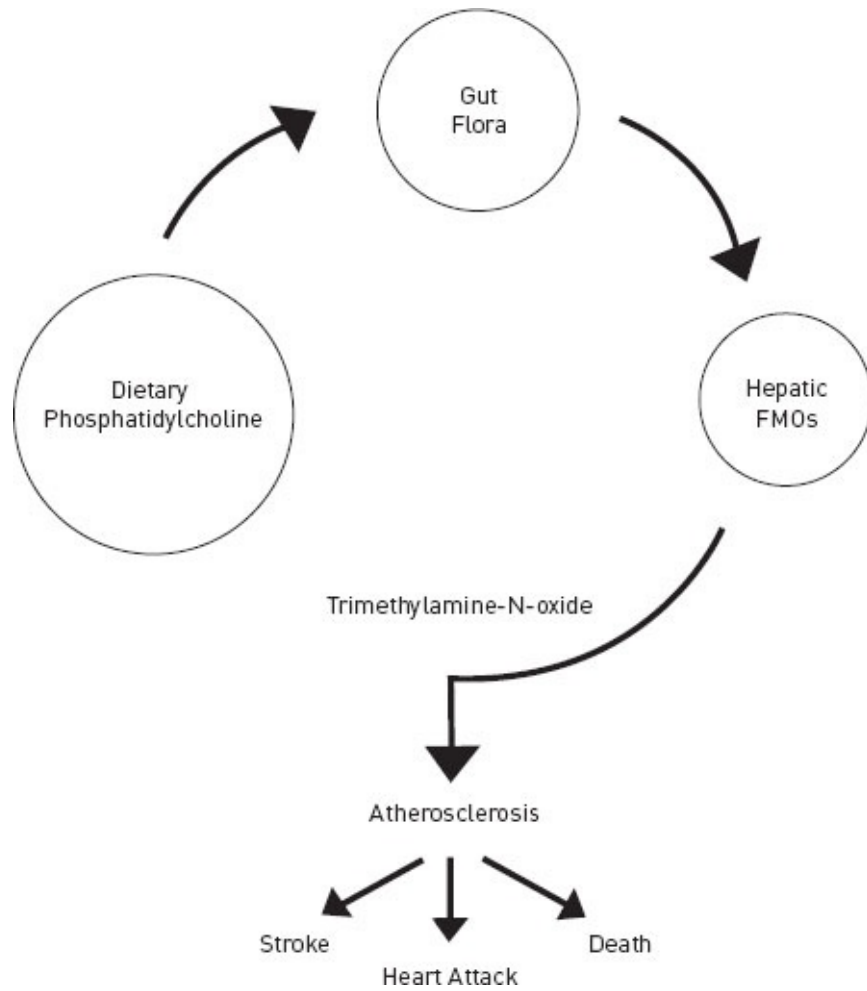 Gut
Flora
Dietary
Phosphatidylcholine
Hepatic
FMOs
Trimethylamine-N-oxide
Atherosclerosis
Stroke
Heart Attack
Death